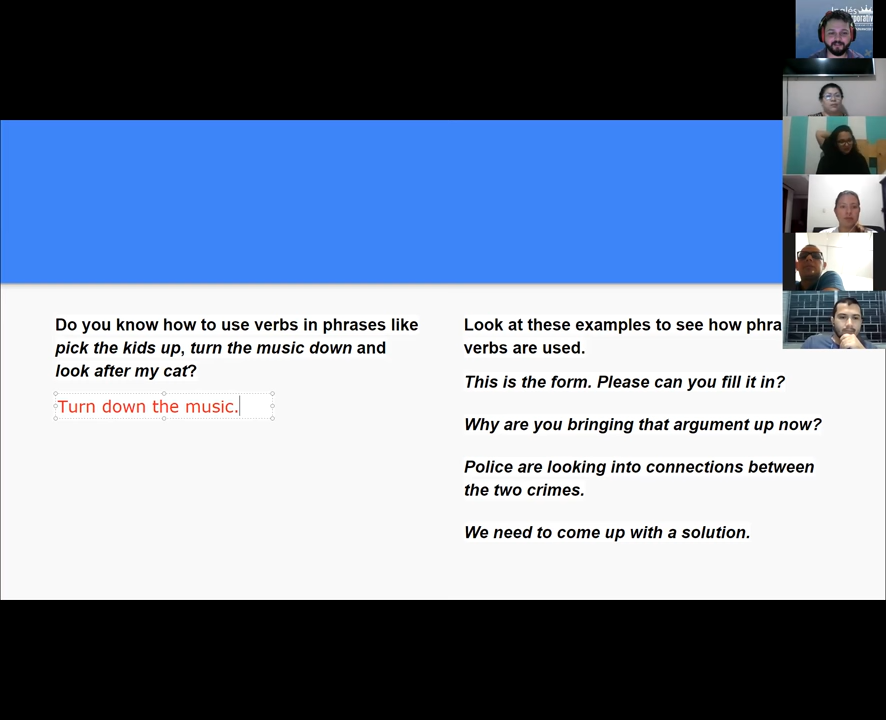 Do you know how to use verbs in phrases like
pick the kids up, turn the music down and
look after my cat?
Turn down the music.
Look at these examples to see how phra
verbs are used.
This is the form. Please can you fill it in?
Why are you bringing that argument up now?
Police are looking into connections between
the two crimes.
We need to come up with a solution.